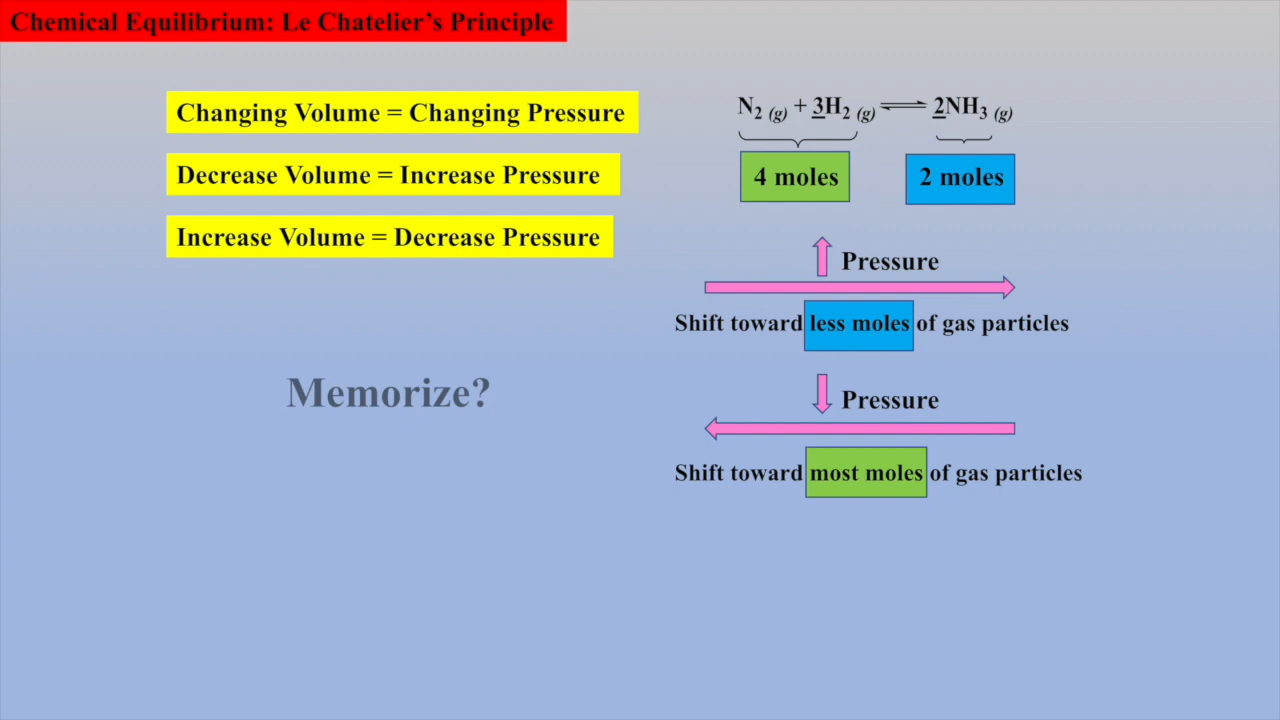 Chemical Equilibrium: Le Chatelier's Principle
Changing Volume = Changing Pressure
Decrease Volume = Increase Pressure
Increase Volume = Decrease Pressure
Memorize?
N₂ (g) + 3H₂ (g) ⇌ 2NH₃ (g)
4 moles 2 moles
Pressure
Shift toward less moles of gas particles
Pressure
Shift toward most moles of gas particles